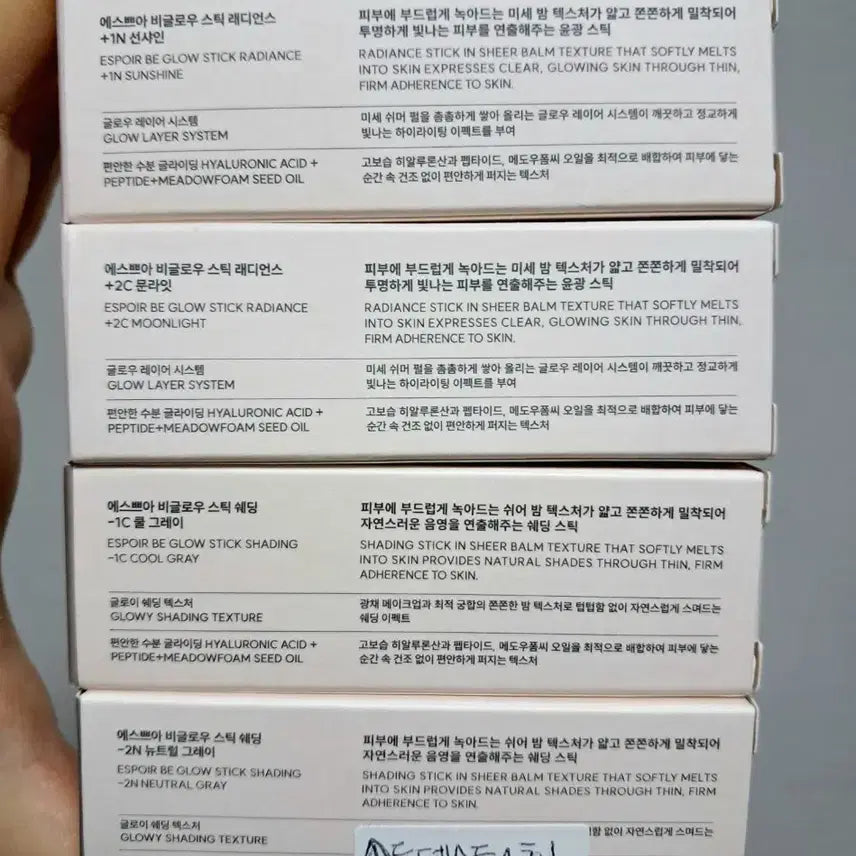 에스쁘아 비글로우 스틱 래디언스
+1N 선샤인
ESPOIR BE GLOW STICK RADIANCE
+1N SUNSHINE
피부에 부드럽게 녹아드는 미세 밤 텍스처가 얇고 쫀쫀하게 밀착되어
투명하게 빛나는 피부를 연출해주는 윤광 스틱
RADIANCE STICK IN SHEER BALM TEXTURE THAT SOFTLY MELTS
INTO SKIN EXPRESSES CLEAR, GLOWING SKIN THROUGH THIN,
FIRM ADHERENCE TO SKIN.
글로우 레이어 시스템
GLOW LAYER SYSTEM
미세 쉬머 펄을 촘촘하게 쌓아 올리는 글로우 레이어 시스템이 깨끗하고 정교하게
빛나는 하이라이팅 이펙트를 부여
편안한 수분 글라이딩 HYALURONIC ACID +
PEPTIDE+MEADOWFOAM SEED OIL
고보습 히알루론산과 펩타이드, 메도우폼씨 오일을 최적으로 배합하여 피부에 닿는
순간 속 건조 없이 편안하게 퍼지는 텍스처
에스쁘아 비글로우 스틱 래디언스
+2C 문라잇
ESPOIR BE GLOW STICK RADIANCE
+2C MOONLIGHT
피부에 부드럽게 녹아드는 미세 밤 텍스처가 얇고 쫀쫀하게 밀착되어
투명하게 빛나는 피부를 연출해주는 윤광 스틱
RADIANCE STICK IN SHEER BALM TEXTURE THAT SOFTLY MELTS
INTO SKIN EXPRESSES CLEAR, GLOWING SKIN THROUGH THIN,
FIRM ADHERENCE TO SKIN.
글로우 레이어 시스템
GLOW LAYER SYSTEM
미세 쉬머 펄을 촘촘하게 쌓아 올리는 글로우 레이어 시스템이 깨끗하고 정교하게
빛나는 하이라이팅 이펙트를 부여
편안한 수분 글라이딩 HYALURONIC ACID +
PEPTIDE+MEADOWFOAM SEED OIL
고보습 히알루론산과 펩타이드, 메도우폼씨 오일을 최적으로 배합하여 피부에 닿는
순간 속 건조 없이 편안하게 퍼지는 텍스처
에스쁘아 비글로우 스틱 쉐딩
-1C 쿨 그레이
ESPOIR BE GLOW STICK SHADING
-1C COOL GRAY
피부에 부드럽게 녹아드는 쉬어 밤 텍스처가 얇고 쫀쫀하게 밀착되어
자연스러운 음영을 연출해주는 쉐딩 스틱
SHADING STICK IN SHEER BALM TEXTURE THAT SOFTLY MELTS
INTO SKIN PROVIDES NATURAL SHADES THROUGH THIN, FIRM
ADHERENCE TO SKIN.
글로이 쉐딩 텍스처
GLOWY SHADING TEXTURE
광채 메이크업과 최적 궁합의 쫀쫀한 밤 텍스처로 텁텁함 없이 자연스럽게 스며드는
쉐딩 이펙트
편안한 수분 글라이딩 HYALURONIC ACID +
PEPTIDE+MEADOWFOAM SEED OIL
고보습 히알루론산과 펩타이드, 메도우폼씨 오일을 최적으로 배합하여 피부에 닿는
순간 속 건조 없이 편안하게 퍼지는 텍스처
에스쁘아 비글로우 스틱 쉐딩
-2N 뉴트럴 그레이
ESPOIR BE GLOW STICK SHADING
-2N NEUTRAL GRAY
피부에 부드럽게 녹아드는 쉬어 밤 텍스처가 얇고 쫀쫀하게 밀착되어
자연스러운 음영을 연출해주는 쉐딩 스틱
SHADING STICK IN SHEER BALM TEXTURE THAT SOFTLY MELTS
INTO SKIN PROVIDES NATURAL SHADES THROUGH THIN, FIRM
ADHERENCE TO SKIN.
글로이 쉐딩 텍스처
GLOWY SHADING TEXTURE
없이 자연스럽게 스며드는